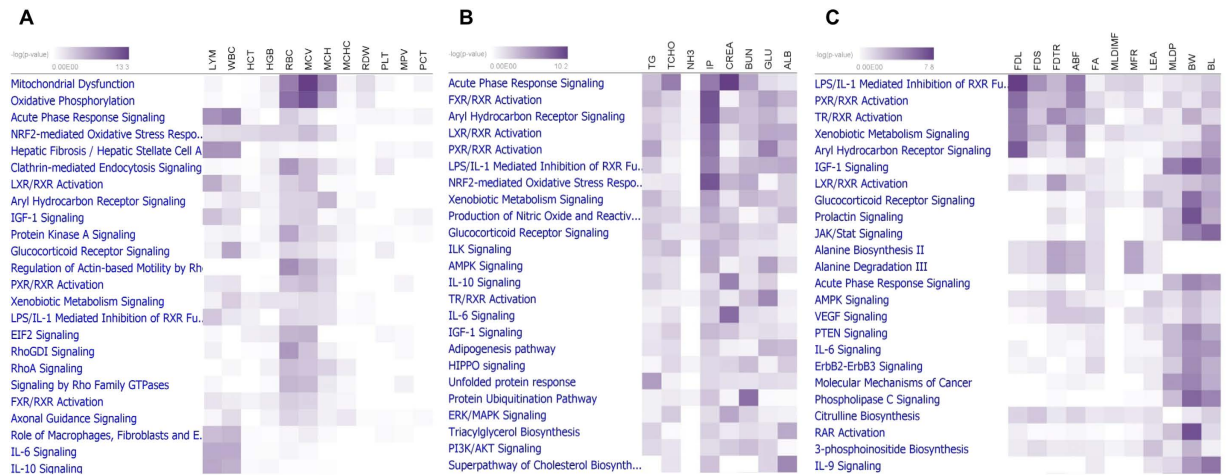 A
-log(p-value)
0.00E00 13.3
LYM WBC HCT HGB RBC MCV MCH MCHC RDW PLT MPV PCT
Mitochondrial Dysfunction
Oxidative Phosphorylation
Acute Phase Response Signaling
NRF2-mediated Oxidative Stress Respo...
Hepatic Fibrosis / Hepatic Stellate Cell A
Clathrin-mediated Endocytosis Signaling
LXR/RXR Activation
Aryl Hydrocarbon Receptor Signaling
IGF-1 Signaling
Protein Kinase A Signaling
Glucocorticoid Receptor Signaling
Regulation of Actin-based Motility by Rho
PXR/RXR Activation
Xenobiotic Metabolism Signaling
LPS/IL-1 Mediated Inhibition of RXR Fu...
EIF2 Signaling
RhoGDI Signaling
RhoA Signaling
Signaling by Rho Family GTPases
FXR/RXR Activation
Axonal Guidance Signaling
Role of Macrophages, Fibroblasts and E...
IL-6 Signaling
IL-10 Signaling
B
-log(p-value)
0.00E00 10.2
TG TCHO NH3 IP CREA BUN GLU ALB
Acute Phase Response Signaling
FXR/RXR Activation
Aryl Hydrocarbon Receptor Signaling
LXR/RXR Activation
PXR/RXR Activation
LPS/IL-1 Mediated Inhibition of RXR Fu...
NRF2-mediated Oxidative Stress Respo...
Xenobiotic Metabolism Signaling
Production of Nitric Oxide and Reactiv...
Glucocorticoid Receptor Signaling
ILK Signaling
AMPK Signaling
IL-10 Signaling
TR/RXR Activation
IL-6 Signaling
IGF-1 Signaling
Adipogenesis pathway
HIPPO signaling
Unfolded protein response
Protein Ubiquitination Pathway
ERK/MAPK Signaling
Triacylglycerol Biosynthesis
PI3K/AKT Signaling
Superpathway of Cholesterol Biosynth...
C
-log(p-value)
0.00E00 7.6
FDL FDS FDTR ABF FA MLDIMF MFR LEA MLDP BW BL
LPS/IL-1 Mediated Inhibition of RXR Fu...
PXR/RXR Activation
TR/RXR Activation
Xenobiotic Metabolism Signaling
Aryl Hydrocarbon Receptor Signaling
IGF-1 Signaling
LXR/RXR Activation
Glucocorticoid Receptor Signaling
Prolactin Signaling
JAK/Stat Signaling
Alanine Biosynthesis II
Alanine Degradation III
Acute Phase Response Signaling
AMPK Signaling
VEGF Signaling
PTEN Signaling
IL-6 Signaling
ErbB2-ErbB3 Signaling
Molecular Mechanisms of Cancer
Phospholipase C Signaling
Citrulline Biosynthesis
RAR Activation
3-phosphoinositide Biosynthesis
IL-9 Signaling